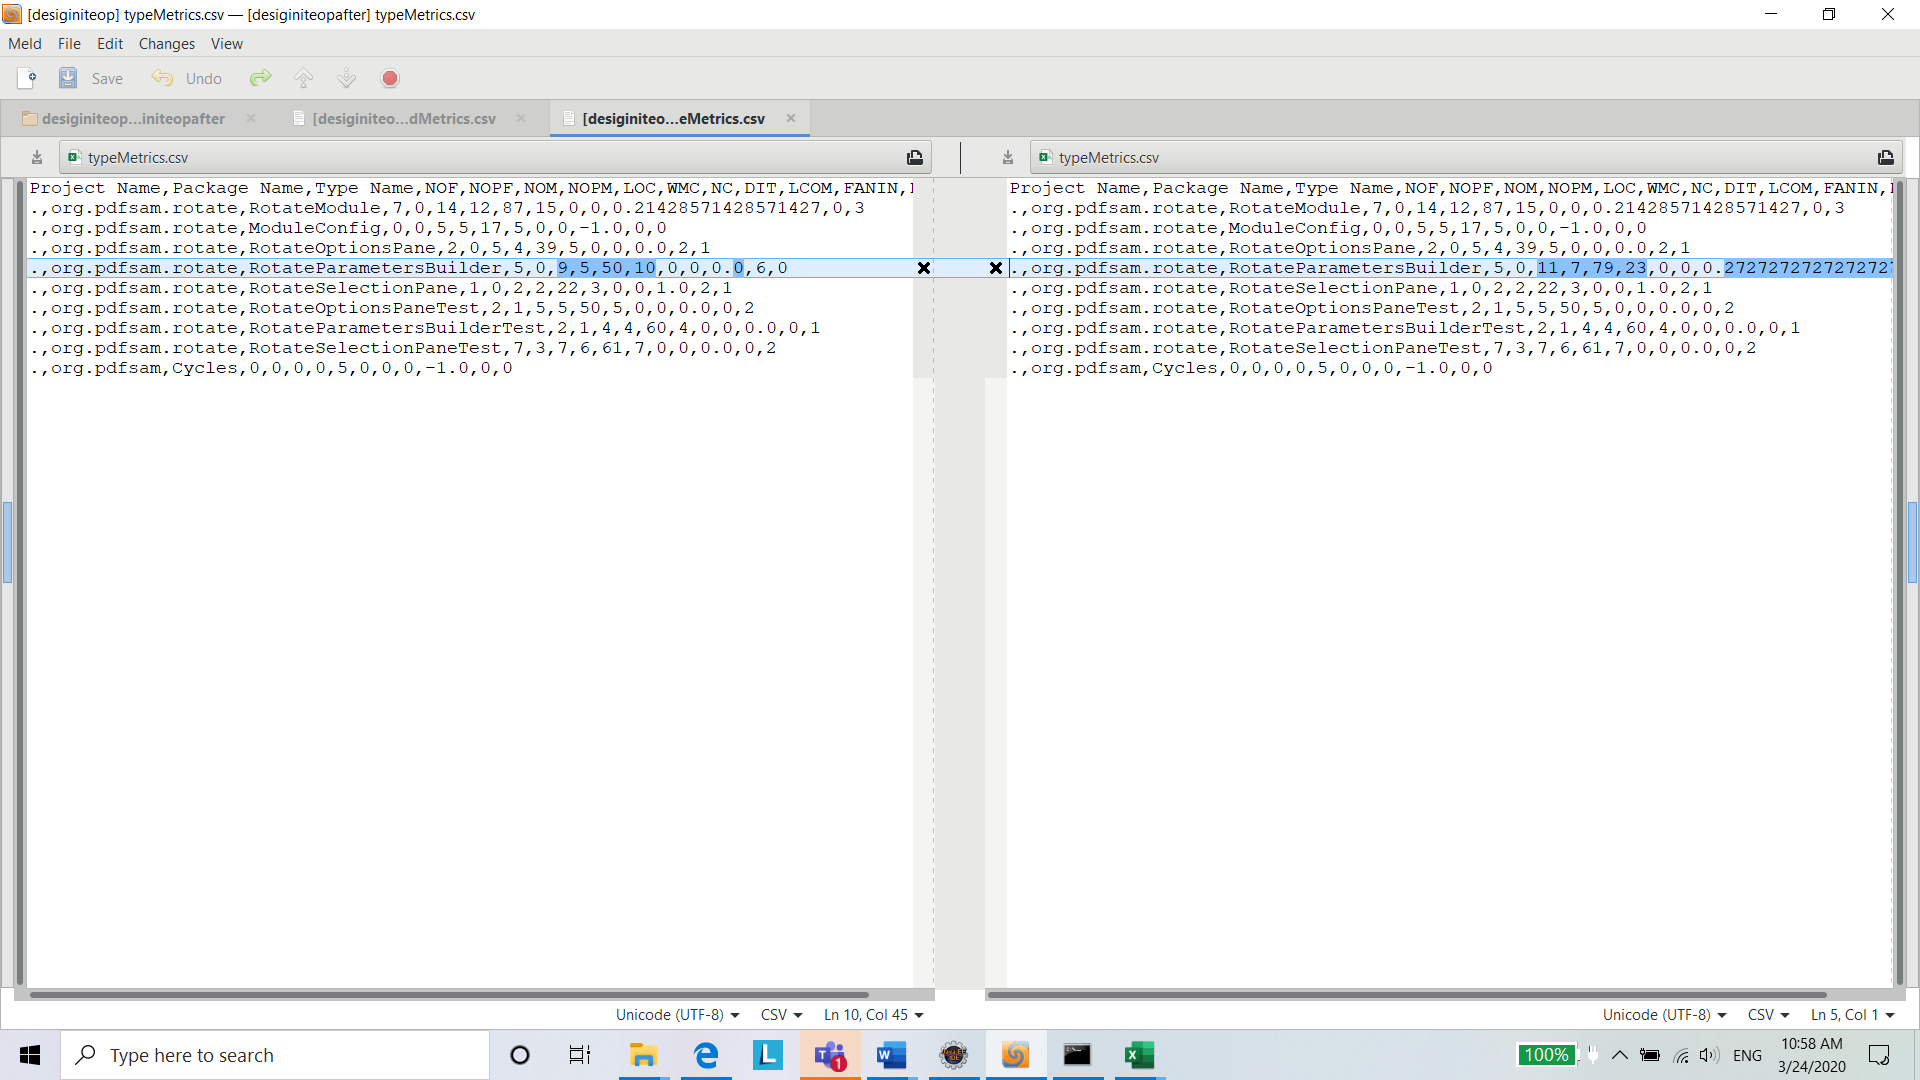 [desiginiteop] typeMetrics.csv — [desiginiteopafter] typeMetrics.csv
Meld File Edit Changes View
Save Undo
desiginiteop...initeopafter
[desiginiteo...dMetrics.csv
[desiginiteo...eMetrics.csv
typeMetrics.csv
Project Name,Package Name,Type Name,NOF,NOPF,NOM,NOPM,LOC,WMC,NC,DIT,LCOM,FANIN,
.,org.pdfsam.rotate,RotateModule,7,0,14,12,87,15,0,0,0.21428571428571427,0,3
.,org.pdfsam.rotate,ModuleConfig,0,0,5,5,17,5,0,0,-1.0,0,0
.,org.pdfsam.rotate,RotateOptionsPane,2,0,5,4,39,5,0,0,0.0,2,1
.,org.pdfsam.rotate,RotateParametersBuilder,5,0,9,5,50,10,0,0,0.0,6,0
.,org.pdfsam.rotate,RotateSelectionPane,1,0,2,2,22,3,0,0,1.0,2,1
.,org.pdfsam.rotate,RotateOptionsPaneTest,2,1,5,5,50,5,0,0,0.0,0,2
.,org.pdfsam.rotate,RotateParametersBuilderTest,2,1,4,4,60,4,0,0,0.0,0,1
.,org.pdfsam.rotate,RotateSelectionPaneTest,7,3,7,6,61,7,0,0,0.0,0,2
.,org.pdfsam,Cycles,0,0,0,0,5,0,0,0,-1.0,0,0
Unicode (UTF-8) CSV Ln 10, Col 45
typeMetrics.csv
Project Name,Package Name,Type Name,NOF,NOPF,NOM,NOPM,LOC,WMC,NC,DIT,LCOM,FANIN,
.,org.pdfsam.rotate,RotateModule,7,0,14,12,87,15,0,0,0.21428571428571427,0,3
.,org.pdfsam.rotate,ModuleConfig,0,0,5,5,17,5,0,0,-1.0,0,0
.,org.pdfsam.rotate,RotateOptionsPane,2,0,5,4,39,5,0,0,0.0,2,1
.,org.pdfsam.rotate,RotateParametersBuilder,5,0,11,7,79,23,0,0,0.272727272727272
.,org.pdfsam.rotate,RotateSelectionPane,1,0,2,2,22,3,0,0,1.0,2,1
.,org.pdfsam.rotate,RotateOptionsPaneTest,2,1,5,5,50,5,0,0,0.0,0,2
.,org.pdfsam.rotate,RotateParametersBuilderTest,2,1,4,4,60,4,0,0,0.0,0,1
.,org.pdfsam.rotate,RotateSelectionPaneTest,7,3,7,6,61,7,0,0,0.0,0,2
.,org.pdfsam,Cycles,0,0,0,0,5,0,0,0,-1.0,0,0
Unicode (UTF-8) CSV Ln 5, Col 1
Type here to search
L
1
100%
ENG
10:58 AM
3/24/2020